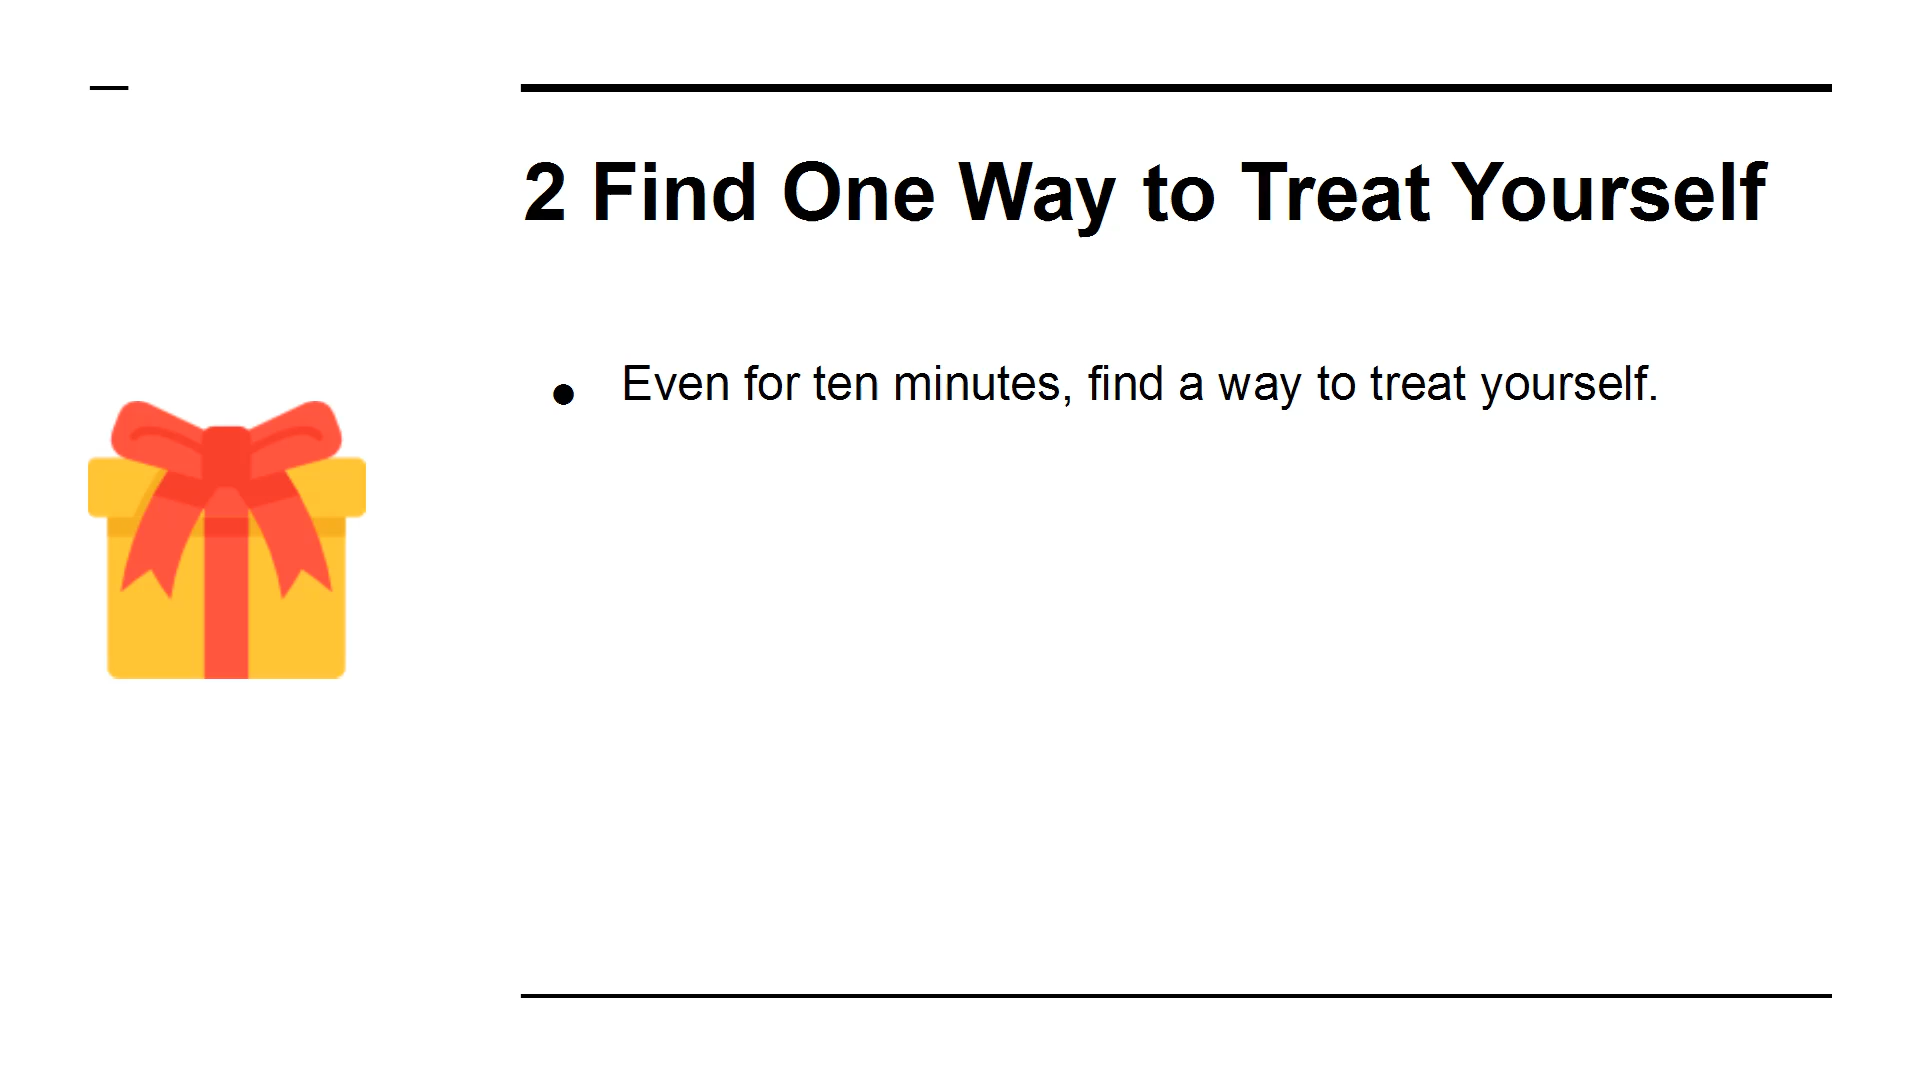 2 Find One Way to Treat Yourself
● Even for ten minutes, find a way to treat yourself.